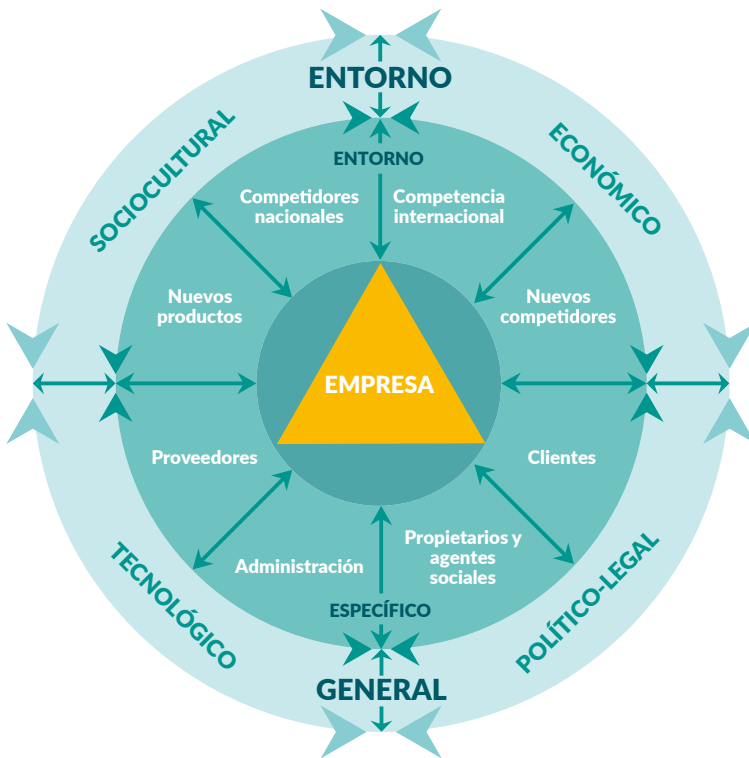 ENTORNO
SOCIOCULTURAL
ECONÓMICO
ENTORNO
Competidores
nacionales
Competencia
internacional
Nuevos
productos
Nuevos
competidores
EMPRESA
Proveedores
Clientes
Administración
Propietarios y
agentes
sociales
ESPECÍFICO
TECNOLÓGICO
POLÍTICO-LEGAL
GENERAL